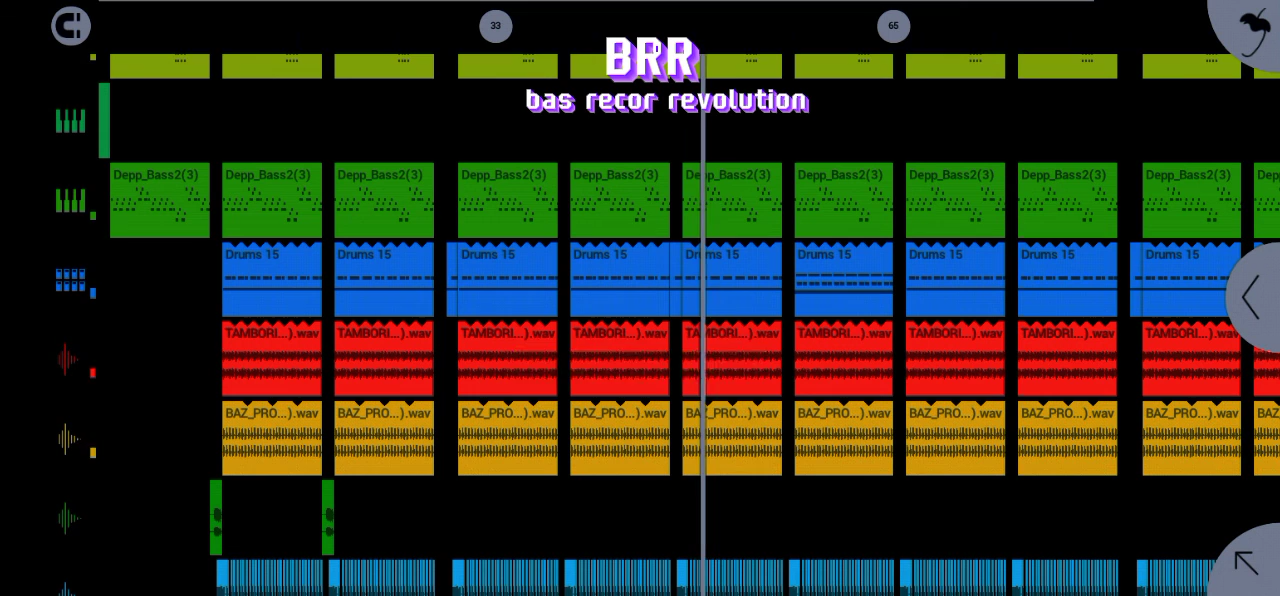 33
65
BRR
bas recor revolution
Depp_Bass2(3) Depp_Bass2(3) Depp_Bass2(3) Depp_Bass2(3) Depp_Bass2(3) Depp_Bass2(3) Depp_Bass2(3) Depp_Bass2(3) Depp_Bass2(3) Depp_Bass2(3) Depp
Drums 15 Drums 15 Drums 15 Drums 15 Drums 15 Drums 15 Drums 15 Drums 15 Drums 15
TAMBORI...).wav TAMBORI...).wav TAMBORI...).wav TAMBORI...).wav TAMBORI...).wav TAMBORI...).wav TAMBORI...).wav TAMBORI...).wav TAMBORI...).wav
BAZ_PRO...).wav BAZ_PRO...).wav BAZ_PRO...).wav BAZ_PRO...).wav BAZ_PRO...).wav BAZ_PRO...).wav BAZ_PRO...).wav BAZ_PRO...).wav BAZ_PRO...).wav BAZ_